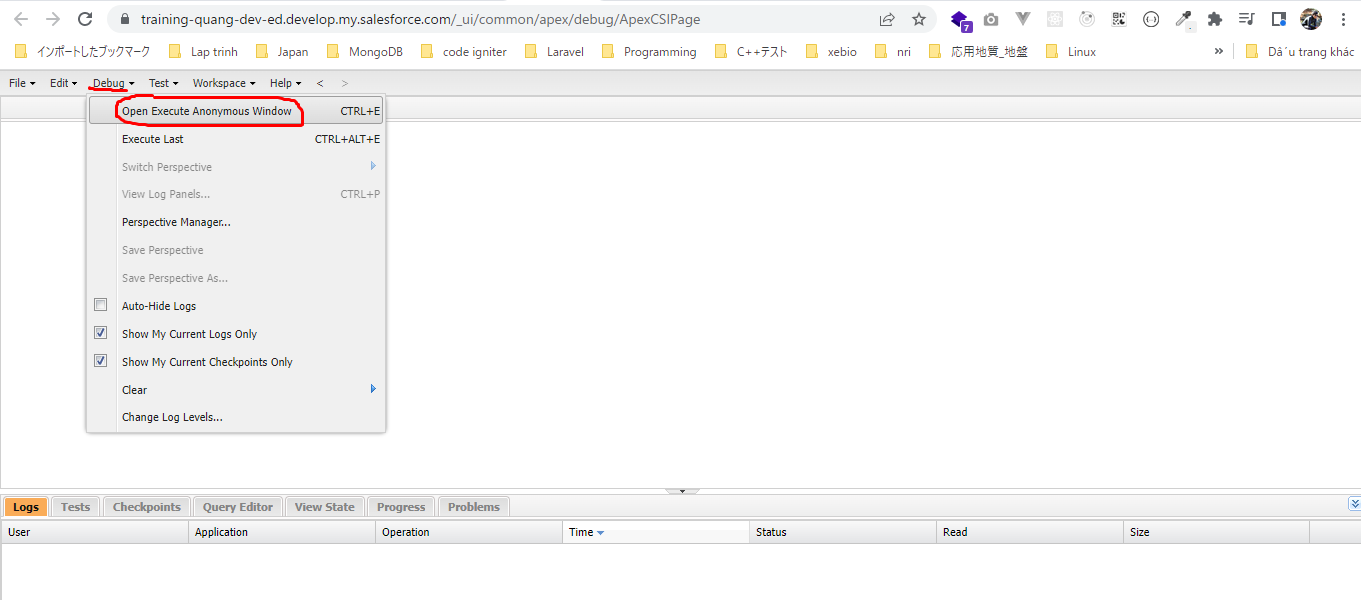 training-quang-dev-ed.develop.my.salesforce.com/_ui/common/apex/debug/ApexCSIPage
7
インポートしたブックマーク Lap trinh Japan MongoDB code igniter Laravel Programming C++テスト xebio nri 応用地質_地盤 Linux » Dấu trang khác
File Edit Debug Test Workspace Help < >
Open Execute Anonymous Window CTRL+E
Execute Last CTRL+ALT+E
Switch Perspective
View Log Panels... CTRL+P
Perspective Manager...
Save Perspective
Save Perspective As...
Auto-Hide Logs
Show My Current Logs Only
Show My Current Checkpoints Only
Clear
Change Log Levels...
Logs Tests Checkpoints Query Editor View State Progress Problems
User Application Operation Time Status Read Size